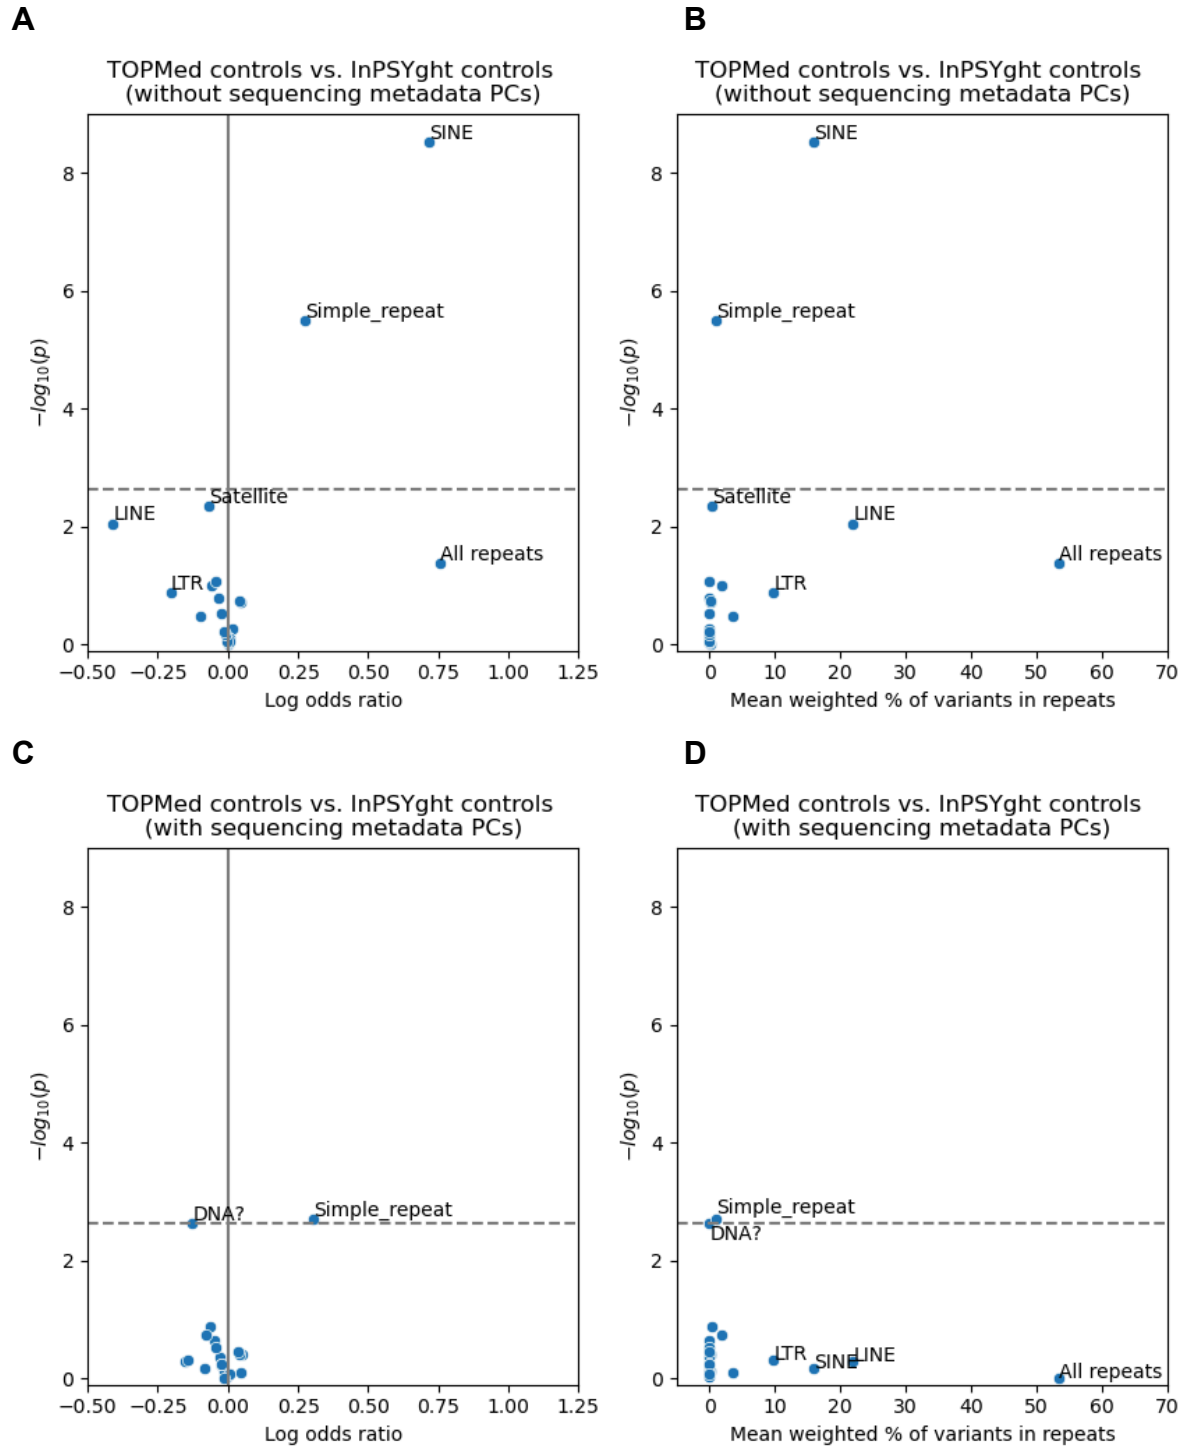 A
B
TOPMed controls vs. InPSYght controls
(without sequencing metadata PCs)
SINE
Simple_repeat
Satellite
LINE
All repeats
LTR
8
6
4
2
0
−log10(p)
−0.50 −0.25 0.00 0.25 0.50 0.75 1.00 1.25
Log odds ratio
TOPMed controls vs. InPSYght controls
(without sequencing metadata PCs)
SINE
Simple_repeat
Satellite
LINE
All repeats
LTR
8
6
4
2
0
−log10(p)
0 10 20 30 40 50 60 70
Mean weighted % of variants in repeats
C
D
TOPMed controls vs. InPSYght controls
(with sequencing metadata PCs)
DNA?
Simple_repeat
8
6
4
2
0
−log10(p)
−0.50 −0.25 0.00 0.25 0.50 0.75 1.00 1.25
Log odds ratio
TOPMed controls vs. InPSYght controls
(with sequencing metadata PCs)
Simple_repeat
DNA?
LTR
SINE
LINE
All repeats
8
6
4
2
0
−log10(p)
0 10 20 30 40 50 60 70
Mean weighted % of variants in repeats